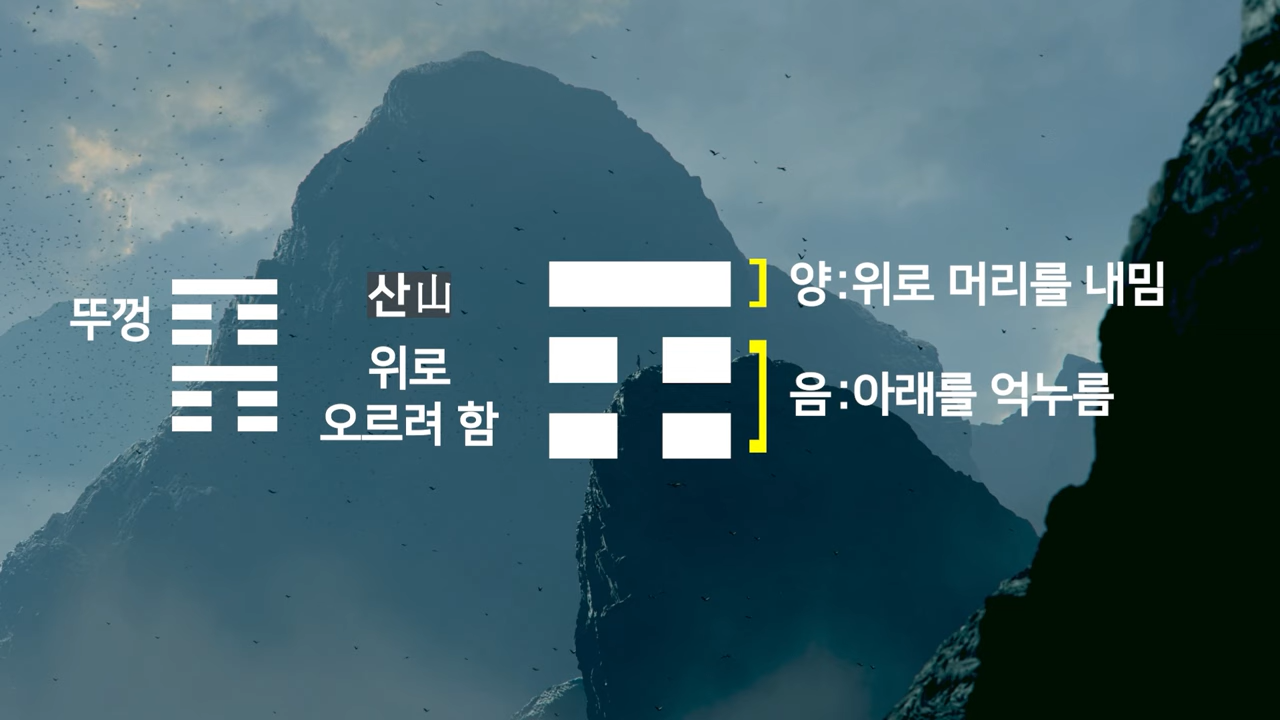 뚜껑
산山
위로
오르려 함
양:위로 머리를 내밈
음:아래를 억누름